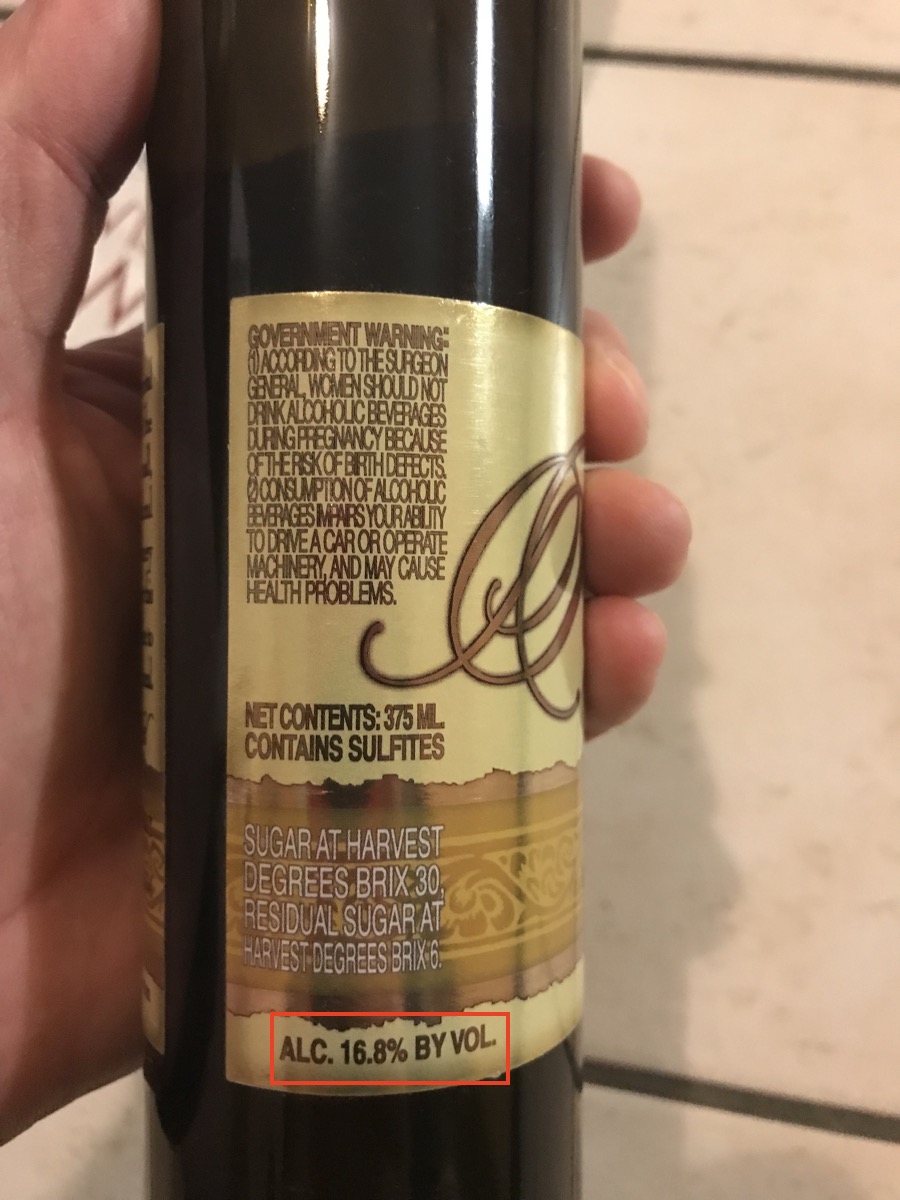 GOVERNMENT WARNING:
(1) ACCORDING TO THE SURGEON
GENERAL, WOMEN SHOULD NOT
DRINK ALCOHOLIC BEVERAGES
DURING PREGNANCY BECAUSE
OF THE RISK OF BIRTH DEFECTS.
(2) CONSUMPTION OF ALCOHOLIC
BEVERAGES IMPAIRS YOUR ABILITY
TO DRIVE A CAR OR OPERATE
MACHINERY, AND MAY CAUSE
HEALTH PROBLEMS.
NET CONTENTS: 375 ML.
CONTAINS SULFITES
SUGAR AT HARVEST
DEGREES BRIX 30,
RESIDUAL SUGAR AT
HARVEST DEGREES BRIX 6.
ALC. 16.8% BY VOL.